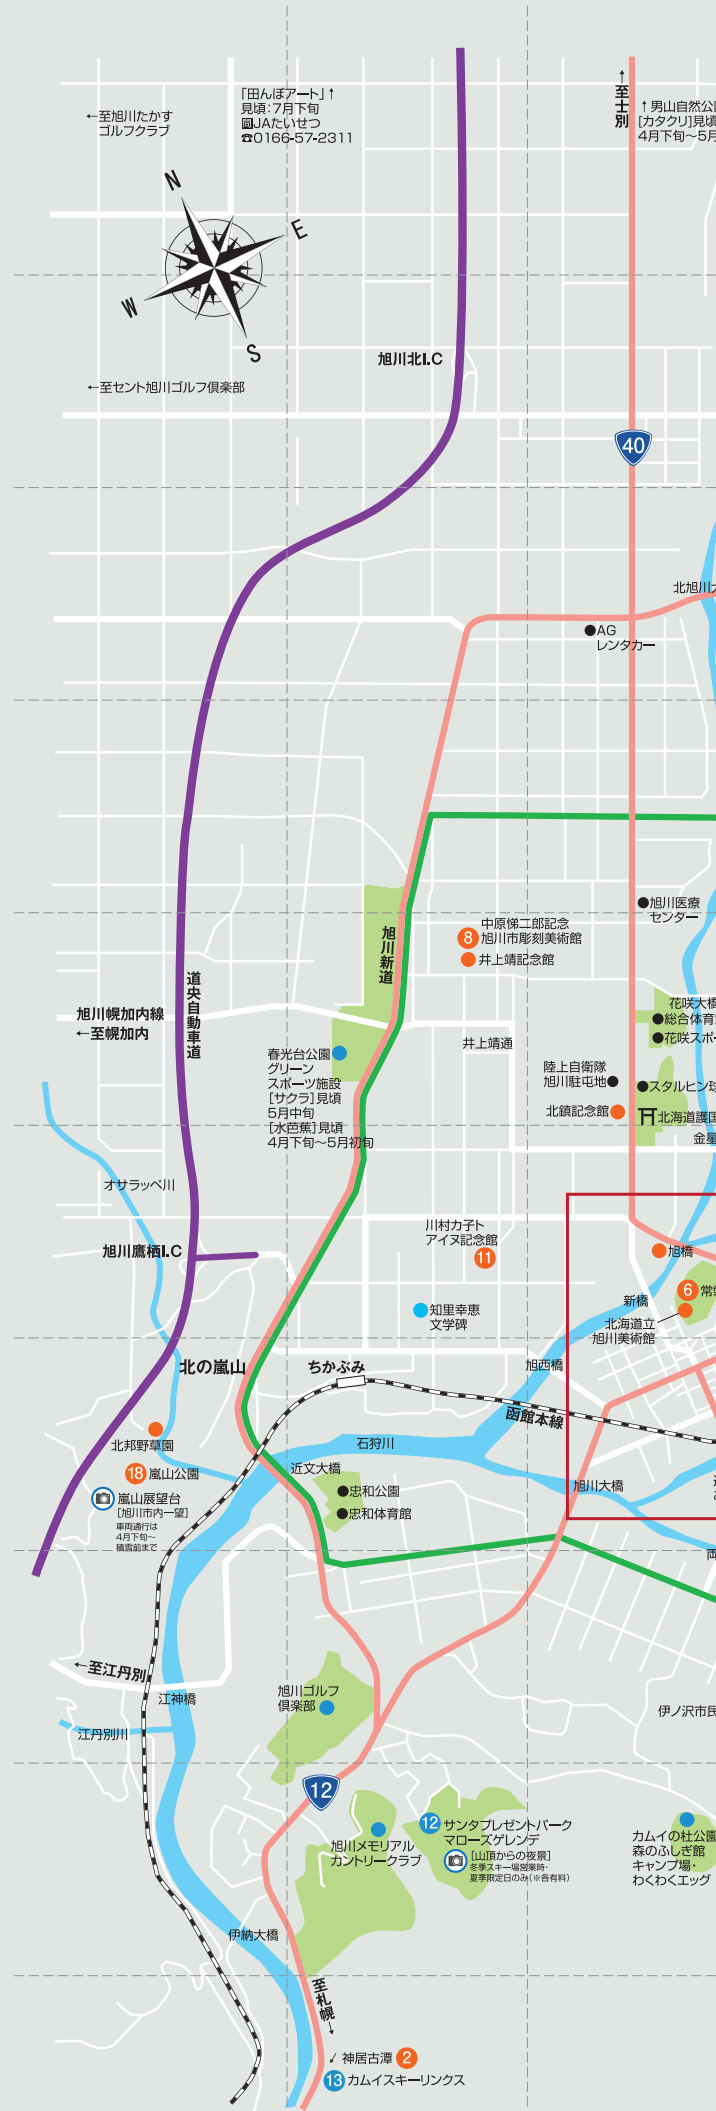 「田んぼアート」↑
見頃：7月下旬
JAたいせつ
☎0166-57-2311
←至旭川たかす
ゴルフクラブ
↑至士別
↑男山自然公
[カタクリ]見頃
4月下旬〜5月
N
E
W
S
旭川北I.C
←至セント旭川ゴルフ倶楽部
40
北旭川大
●AG
レンタカー
●旭川医療
センター
中原悌二郎記念
8 旭川市彫刻美術館
井上靖記念館
旭川新道
道央自動車道
旭川幌加内線
←至幌加内
花咲大橋
●総合体育
●花咲スポー
井上靖通
春光台公園
グリーン
スポーツ施設
[サクラ]見頃
5月中旬
[水芭蕉]見頃
4月下旬〜5月初旬
陸上自衛隊
旭川駐屯地●
●スタルヒン球
北鎮記念館
北海道護国
金星
オサラッペ川
旭川鷹栖I.C
川村カ子ト
アイヌ記念館
11
旭橋
6 常
新橋
北海道立
旭川美術館
知里幸恵
文学碑
北の嵐山
ちかぶみ
旭西橋
函館本線
石狩川
北邦野草園
18 嵐山公園
近文大橋
旭川大橋
嵐山展望台
[旭川市内一望]
車両通行は
4月下旬〜
積雪前まで
●忠和公園
●忠和体育館
両
←至江丹別
江神橋
江丹別川
旭川ゴルフ
倶楽部
伊ノ沢市民
12
旭川メモリアル
カントリークラブ
12 サンタプレゼントパーク
マローズゲレンデ
[山頂からの夜景]
冬季スキー場営業時・
夏季限定日のみ（※各有料）
カムイの杜公園
森のふしぎ館
キャンプ場・
わくわくエッグ
伊納大橋
至札幌→
↙ 神居古潭 2
13 カムイスキーリンクス